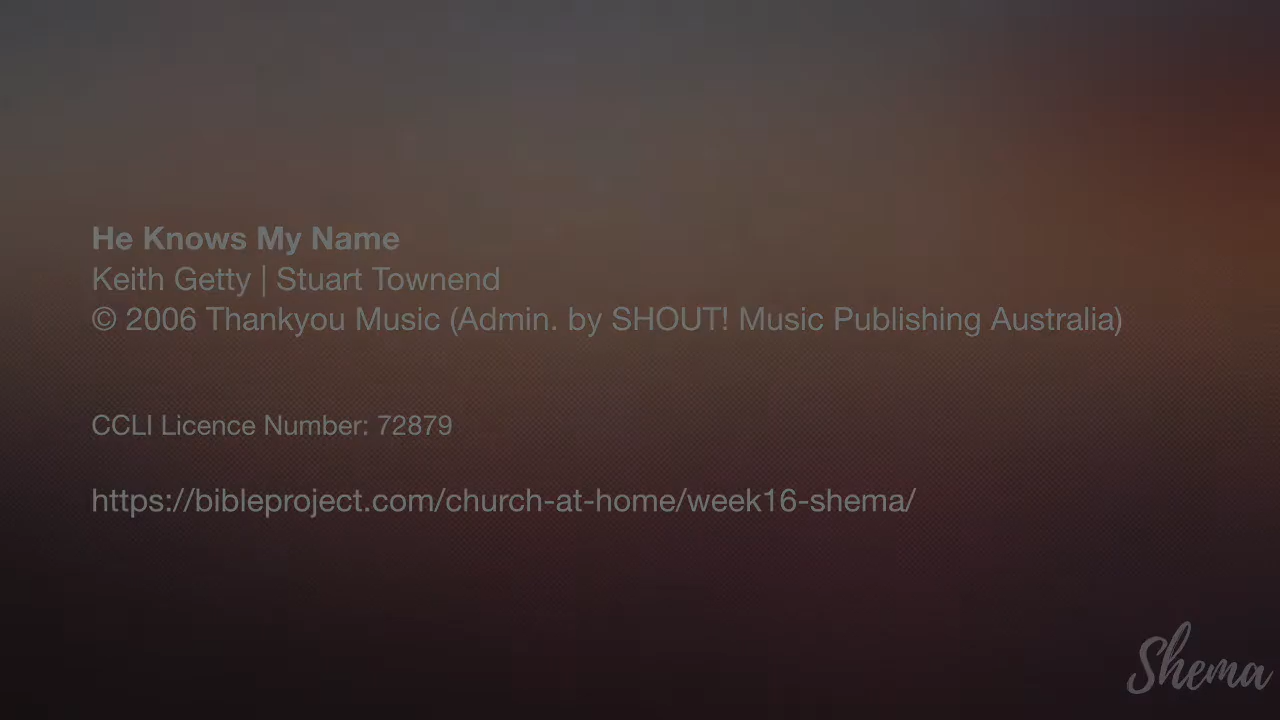 He Knows My Name
Keith Getty | Stuart Townend
© 2006 Thankyou Music (Admin. by SHOUT! Music Publishing Australia)
CCLI Licence Number: 72879
https://bibleproject.com/church-at-home/week16-shema/
Shema